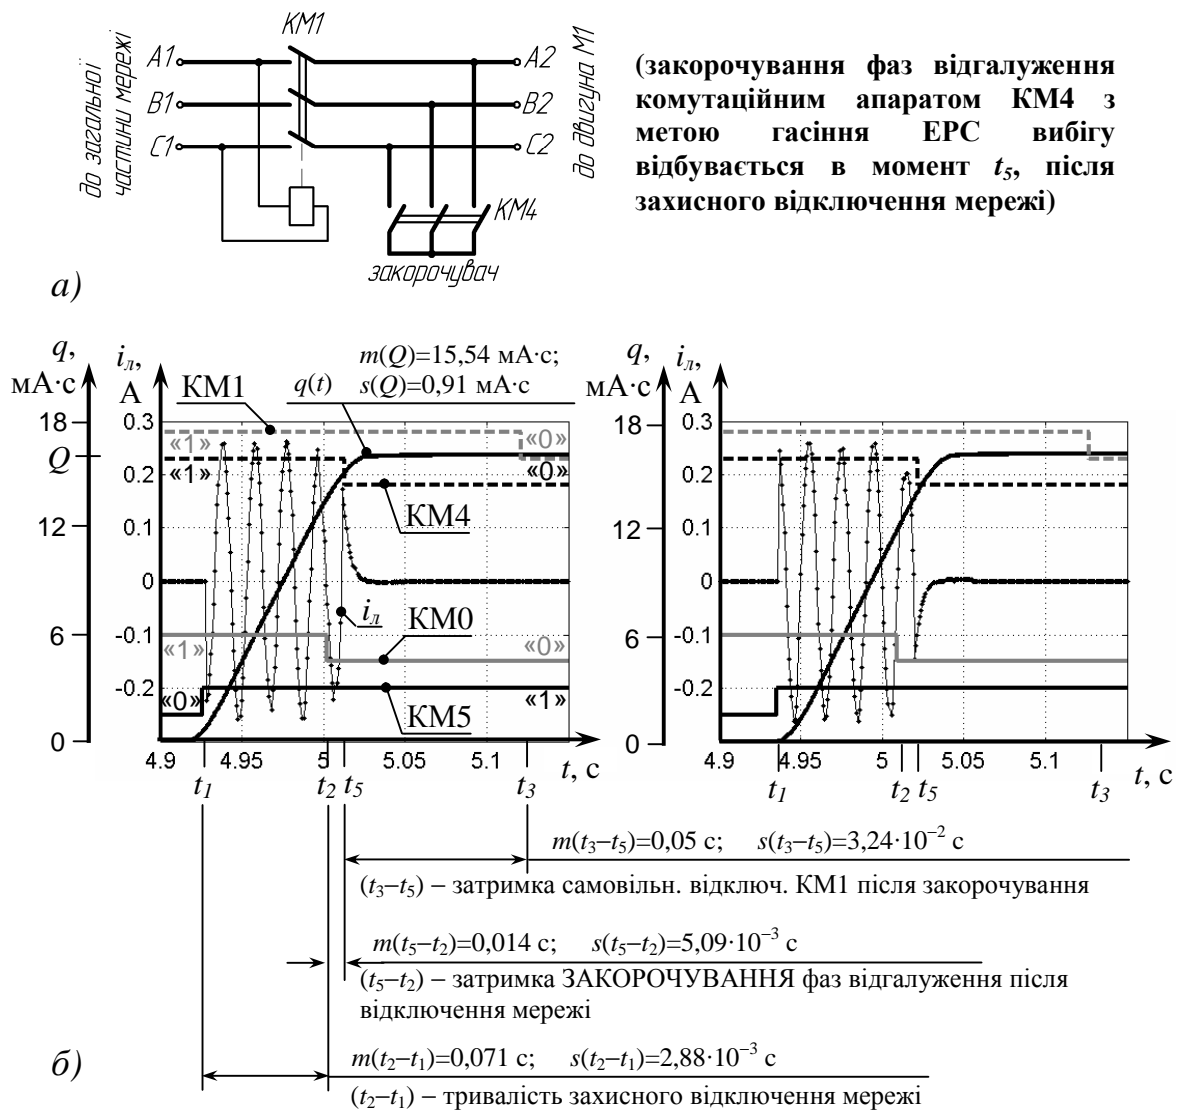 КМ1
до загальної
частини мережі
A1
B1
C1
A2
B2
C2
до двигуна М1
КМ4
закорочувач
(закорочування фаз відгалуження
комутаційним апаратом КМ4 з
метою гасіння ЕРС вибігу
відбувається в момент t5, після
захисного відключення мережі)
а)
q,
мА·с
iл,
А
m(Q)=15,54 мА·с;
q(t) s(Q)=0,91 мА·с
КМ1
18
Q
12
6
0
0.3
0.2
0.1
0
-0.1
-0.2
«1»
«1»
«0»
«0»
КМ4
iл
КМ0
«1»
«0»
«0»
«1»
КМ5
4.9 4.95 5 5.05 5.1
t1 t2 t5 t3
t, с
q,
мА·с
iл,
А
18
12
6
0
0.3
0.2
0.1
0
-0.1
-0.2
4.9 4.95 5 5.05 5.1
t1 t2 t5 t3
t, с
m(t3–t5)=0,05 с; s(t3–t5)=3,24·10–2 с
(t3–t5) – затримка самовільн. відключ. КМ1 після закорочування
m(t5–t2)=0,014 с; s(t5–t2)=5,09·10–3 с
(t5–t2) – затримка ЗАКОРОЧУВАННЯ фаз відгалуження після
відключення мережі
б)
m(t2–t1)=0,071 с; s(t2–t1)=2,88·10–3 с
(t2–t1) – тривалість захисного відключення мережі